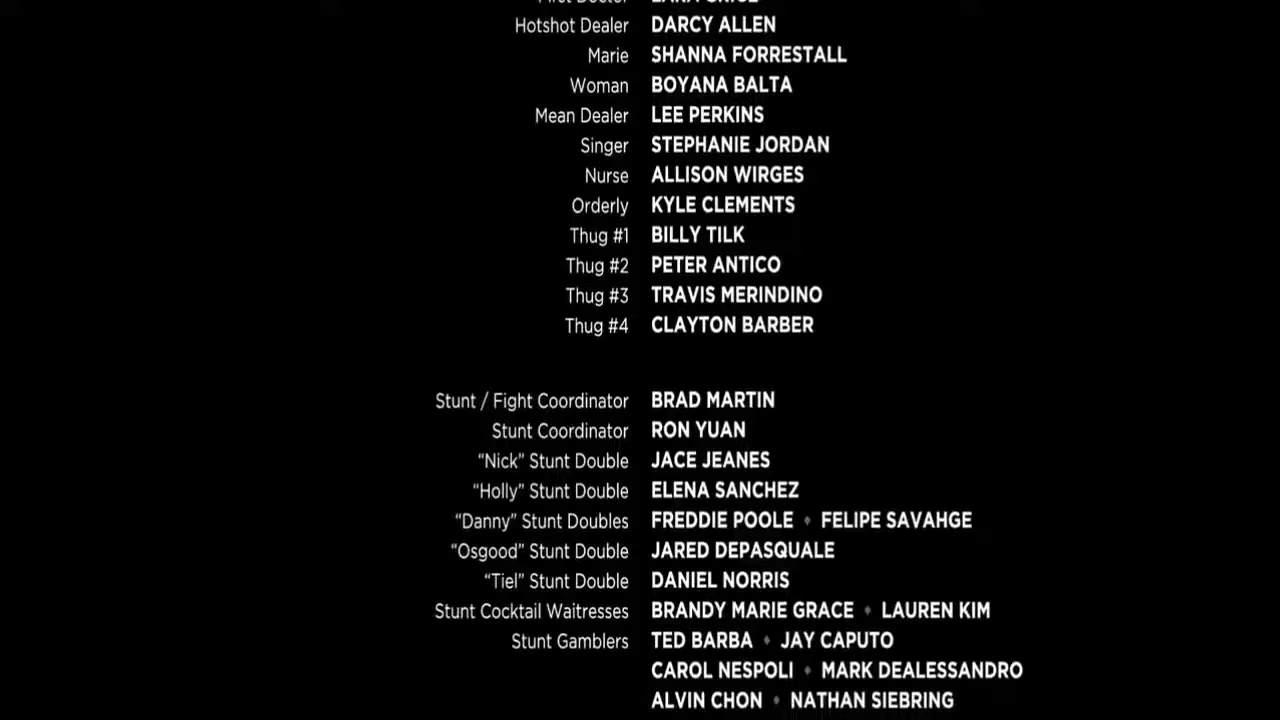 Hotshot Dealer DARCY ALLEN
Marie SHANNA FORRESTALL
Woman BOYANA BALTA
Mean Dealer LEE PERKINS
Singer STEPHANIE JORDAN
Nurse ALLISON WIRGES
Orderly KYLE CLEMENTS
Thug #1 BILLY TILK
Thug #2 PETER ANTICO
Thug #3 TRAVIS MERINDINO
Thug #4 CLAYTON BARBER
Stunt / Fight Coordinator BRAD MARTIN
Stunt Coordinator RON YUAN
“Nick” Stunt Double JACE JEANES
“Holly” Stunt Double ELENA SANCHEZ
“Danny” Stunt Doubles FREDDIE POOLE • FELIPE SAVAHGE
“Osgood” Stunt Double JARED DEPASQUALE
“Tiel” Stunt Double DANIEL NORRIS
Stunt Cocktail Waitresses BRANDY MARIE GRACE • LAUREN KIM
Stunt Gamblers TED BARBA • JAY CAPUTO
CAROL NESPOLI • MARK DEALESSANDRO
ALVIN CHON • NATHAN SIEBRING